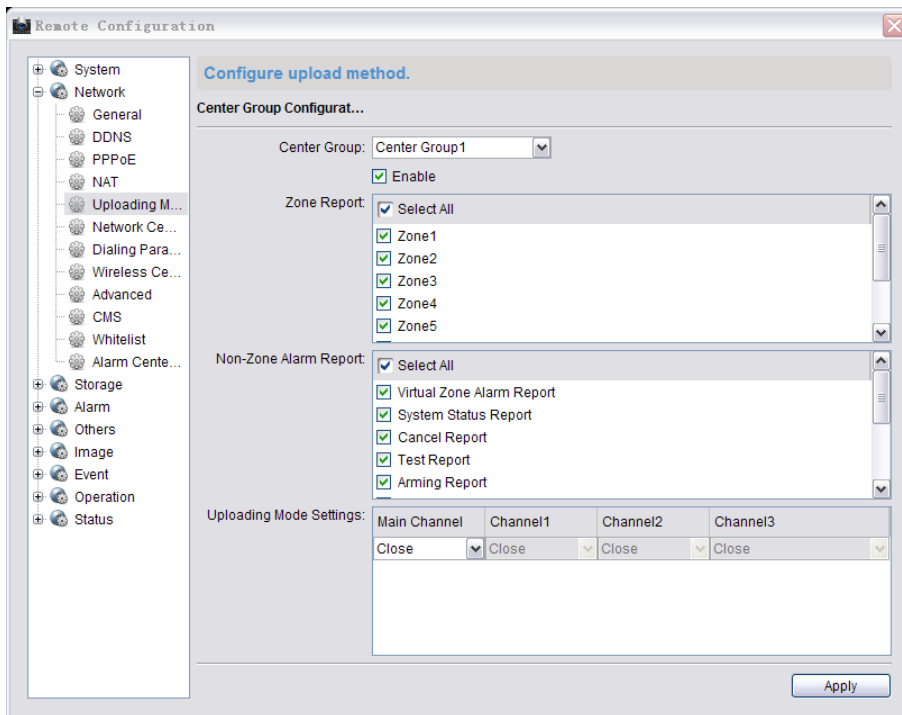 Remote Configuration
System
Network
General
DDNS
PPPoE
NAT
Uploading M...
Network Ce...
Dialing Para...
Wireless Ce...
Advanced
CMS
Whitelist
Alarm Cente...
Storage
Alarm
Others
Image
Event
Operation
Status
Configure upload method.
Center Group Configurat...
Center Group: Center Group1
Enable
Zone Report: Select All
Zone1
Zone2
Zone3
Zone4
Zone5
Non-Zone Alarm Report: Select All
Virtual Zone Alarm Report
System Status Report
Cancel Report
Test Report
Arming Report
Uploading Mode Settings: Main Channel Channel1 Channel2 Channel3
Close Close Close Close
Apply